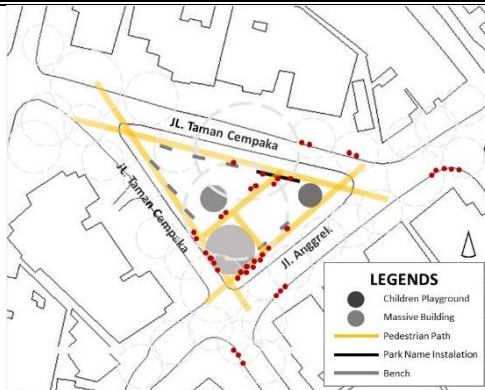 JL. Taman Cempaka
JL. Taman Cempaka
Jl. Anggrek
LEGENDS
Children Playground
Massive Building
Pedestrian Path
Park Name Instalation
Bench